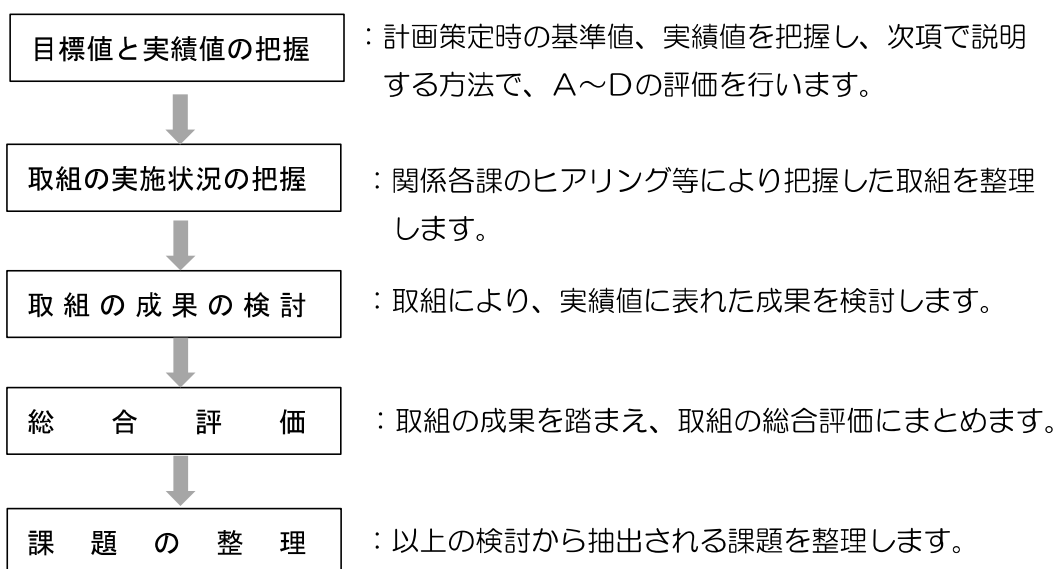 目標値と実績値の把握
：計画策定時の基準値、実績値を把握し、次項で説明
する方法で、A～Dの評価を行います。
取組の実施状況の把握
：関係各課のヒアリング等により把握した取組を整理
します。
取組の成果の検討
：取組により、実績値に表れた成果を検討します。
総合評価
：取組の成果を踏まえ、取組の総合評価にまとめます。
課題の整理
：以上の検討から抽出される課題を整理します。